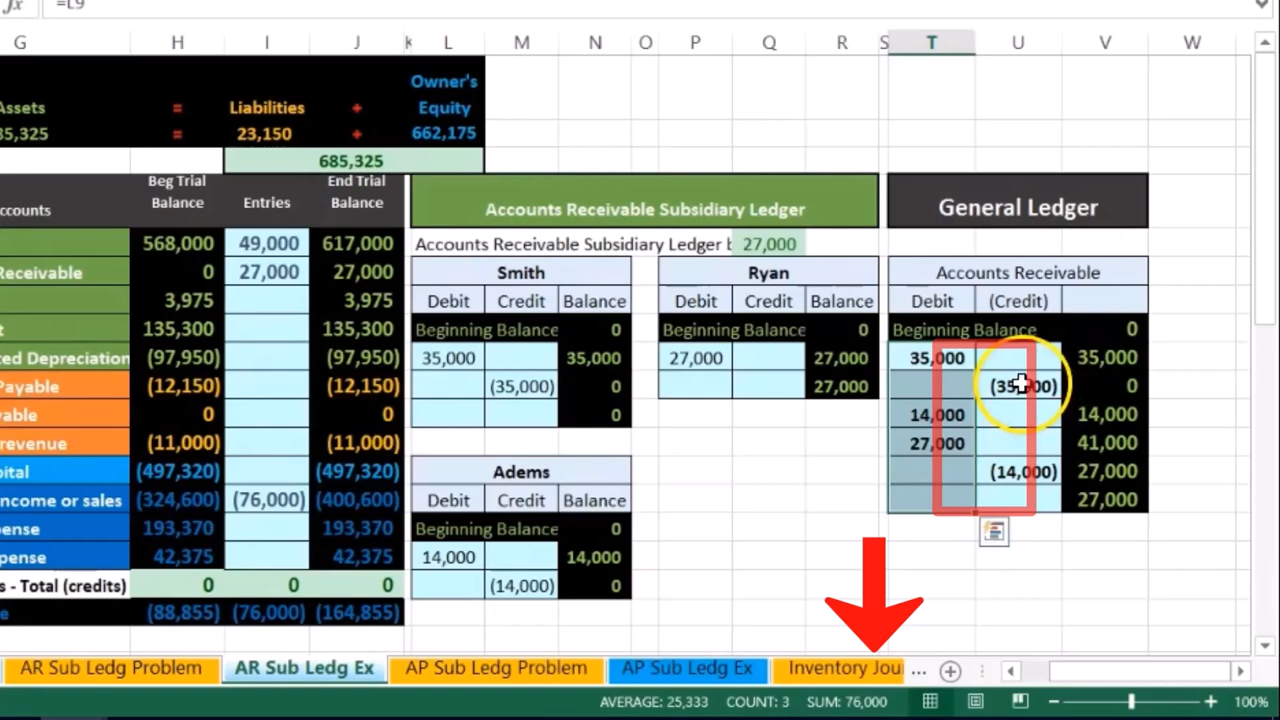 =L9
G H I J K L M N O P Q R S T U V W
Assets = Liabilities + Owner's Equity
35,325 = 23,150 + 662,175
685,325
ccounts Beg Trial Balance Entries End Trial Balance
568,000 49,000 617,000
Receivable 0 27,000 27,000
3,975 3,975
t 135,300 135,300
ted Depreciation (97,950) (97,950)
Payable (12,150) (12,150)
yable 0 0
revenue (11,000) (11,000)
pital (497,320) (497,320)
income or sales (324,600) (76,000) (400,600)
pense 193,370 193,370
xpense 42,375 42,375
s - Total (credits) 0 0 0
e (88,855) (76,000) (164,855)
Accounts Receivable Subsidiary Ledger
Accounts Receivable Subsidiary Ledger b 27,000
Smith
Debit Credit Balance
Beginning Balance 0
35,000 35,000
(35,000) 0
0
Adems
Debit Credit Balance
Beginning Balance 0
14,000 14,000
(14,000) 0
Ryan
Debit Credit Balance
Beginning Balance 0
27,000 27,000
27,000
General Ledger
Accounts Receivable
Debit (Credit)
Beginning Balance 0
35,000 35,000
(35,000) 0
14,000 14,000
27,000 41,000
(14,000) 27,000
27,000
AR Sub Ledg Problem AR Sub Ledg Ex AP Sub Ledg Problem AP Sub Ledg Ex Inventory Jou ...
AVERAGE: 25,333 COUNT: 3 SUM: 76,000 100%